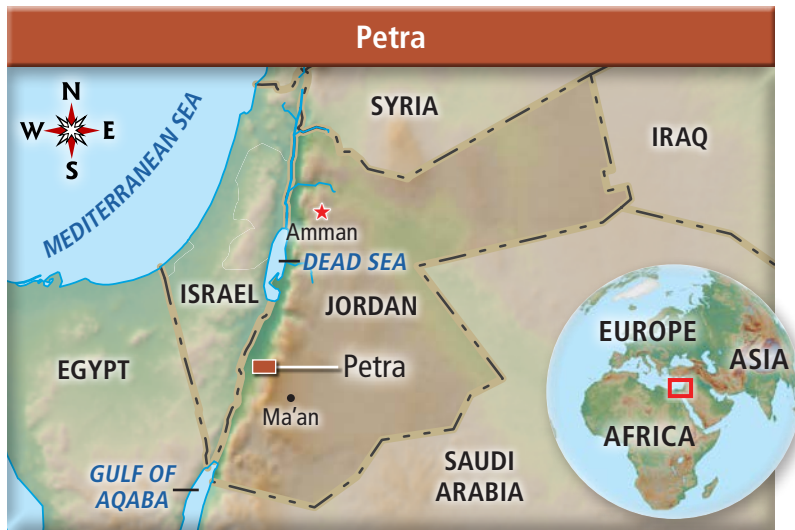 Petra
N
W E
S
MEDITERRANEAN SEA
SYRIA
IRAQ
Amman
DEAD SEA
ISRAEL
JORDAN
EGYPT
Petra
Ma'an
GULF OF
AQABA
SAUDI
ARABIA
EUROPE
ASIA
AFRICA